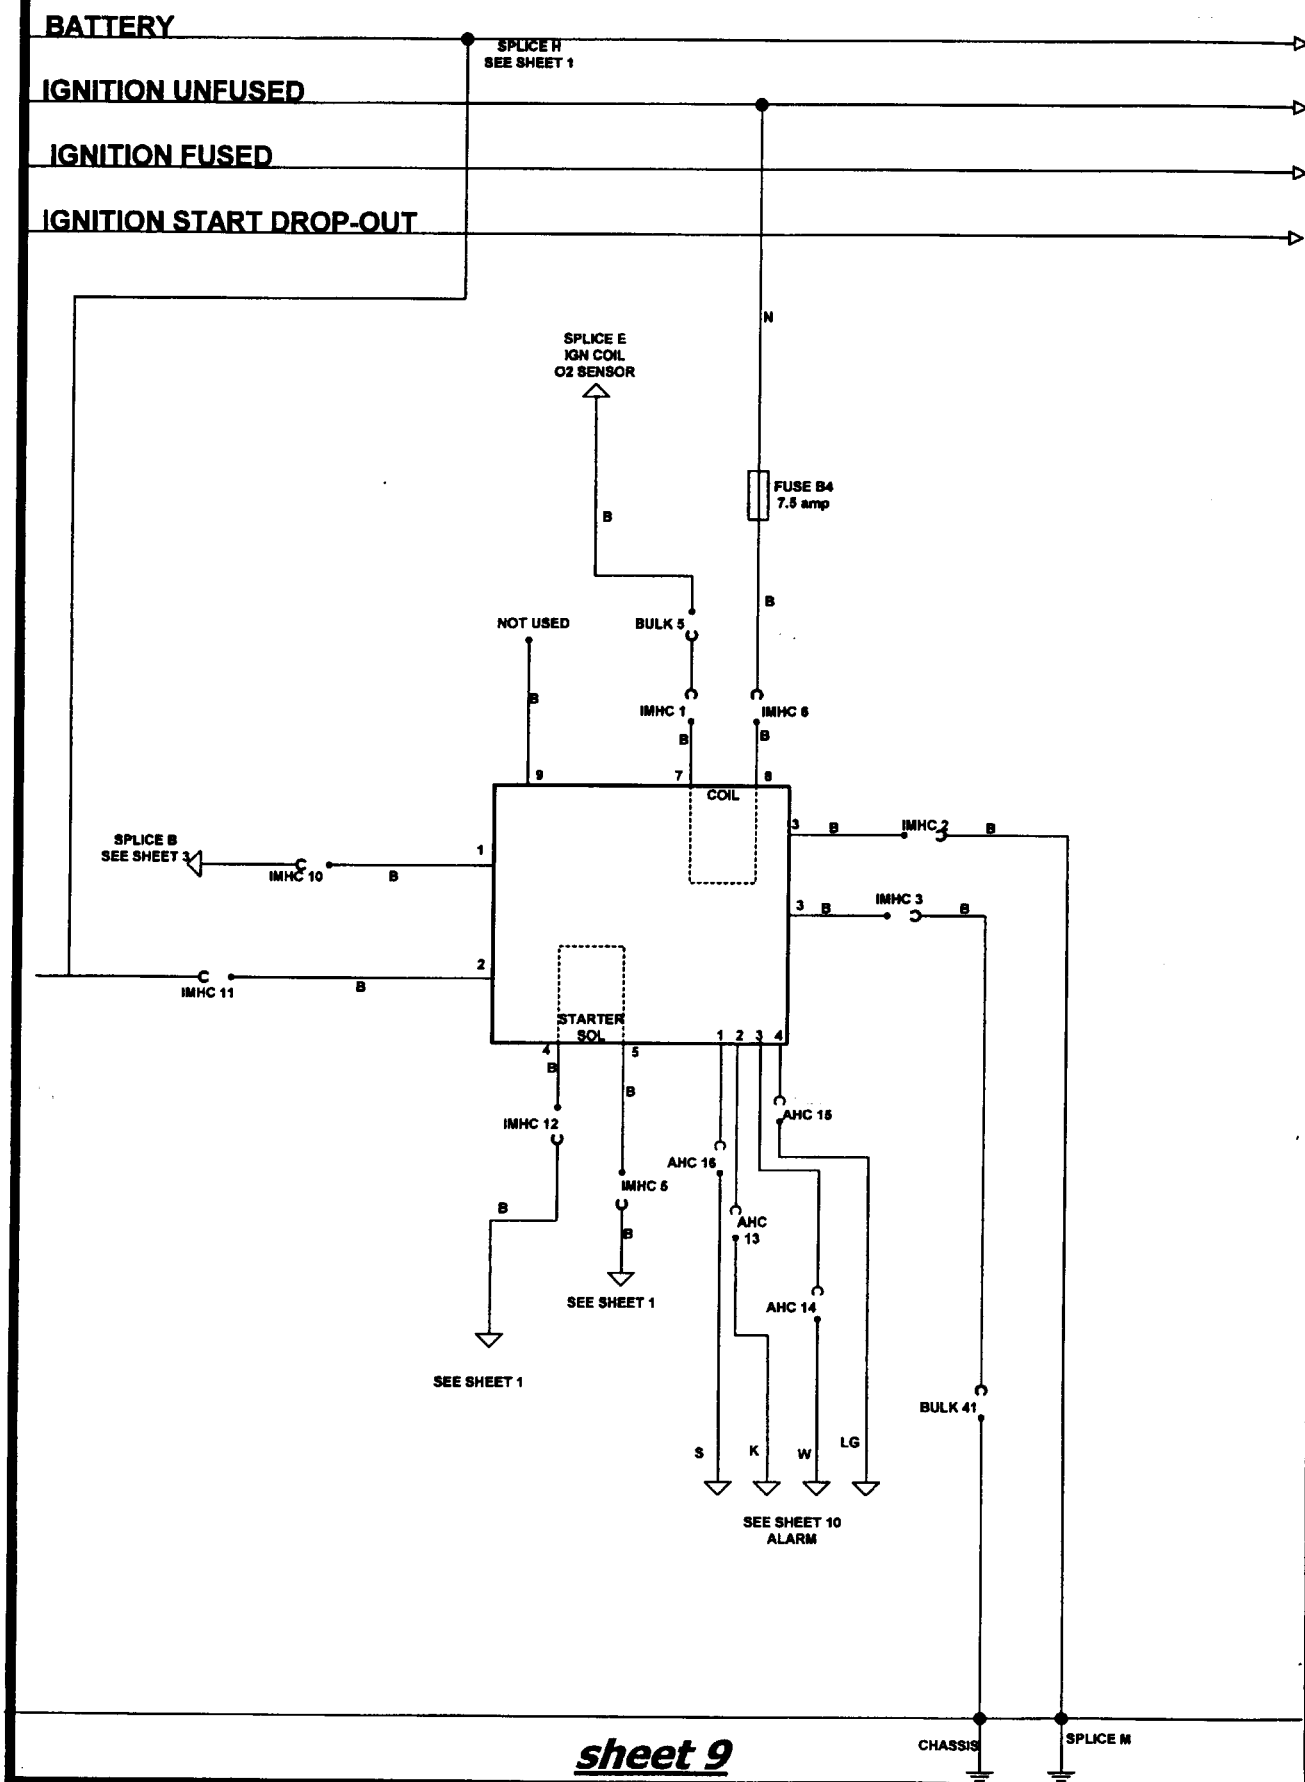 BATTERY
SPLICE H
SEE SHEET 1
IGNITION UNFUSED
IGNITION FUSED
IGNITION START DROP-OUT
N
SPLICE E
IGN COIL
O2 SENSOR
FUSE B4
7.5 amp
B
B
NOT USED
BULK 5
B
IMHC 1
IMHC 6
B
B
9
7
8
COIL
3
B
IMHC 2
B
SPLICE B
SEE SHEET 3
1
IMHC 10
B
3
B
IMHC 3
B
2
IMHC 11
B
STARTER
SOL
1
2
3
4
4
5
B
B
IMHC 12
AHC 15
AHC 16
IMHC 5
B
B
AHC
13
SEE SHEET 1
AHC 14
SEE SHEET 1
BULK 41
S
K
W
LG
SEE SHEET 10
ALARM
CHASSIS
SPLICE M
sheet 9